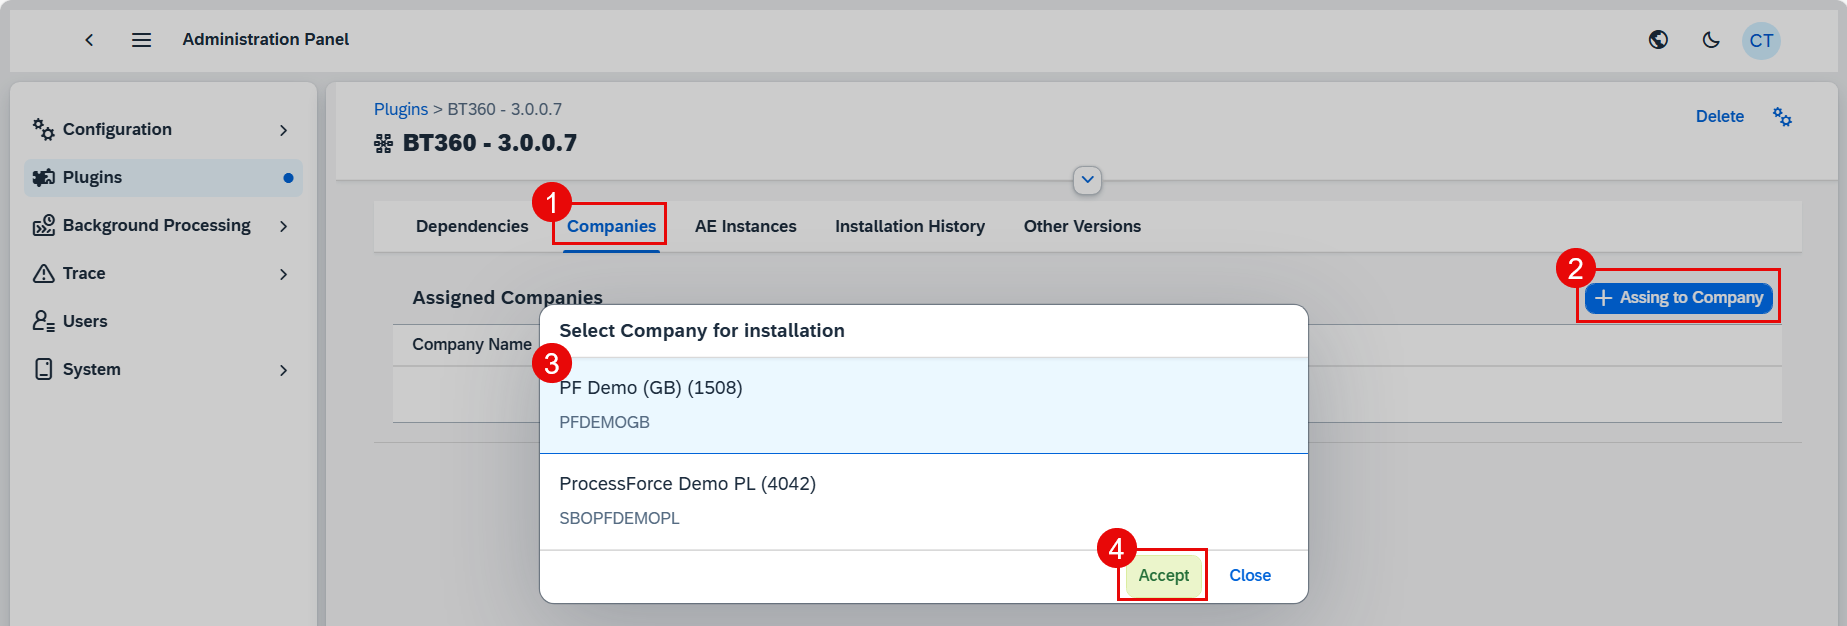 Administration Panel
CT
Configuration
Plugins
Background Processing
Trace
Users
System
Plugins > BT360 - 3.0.0.7
BT360 - 3.0.0.7
Delete
1
Dependencies
Companies
AE Instances
Installation History
Other Versions
2
Assigned Companies
Assing to Company
Company Name
Select Company for installation
3
PF Demo (GB) (1508)
PFDEMOGB
ProcessForce Demo PL (4042)
SBOPFDEMOPL
4
Accept
Close